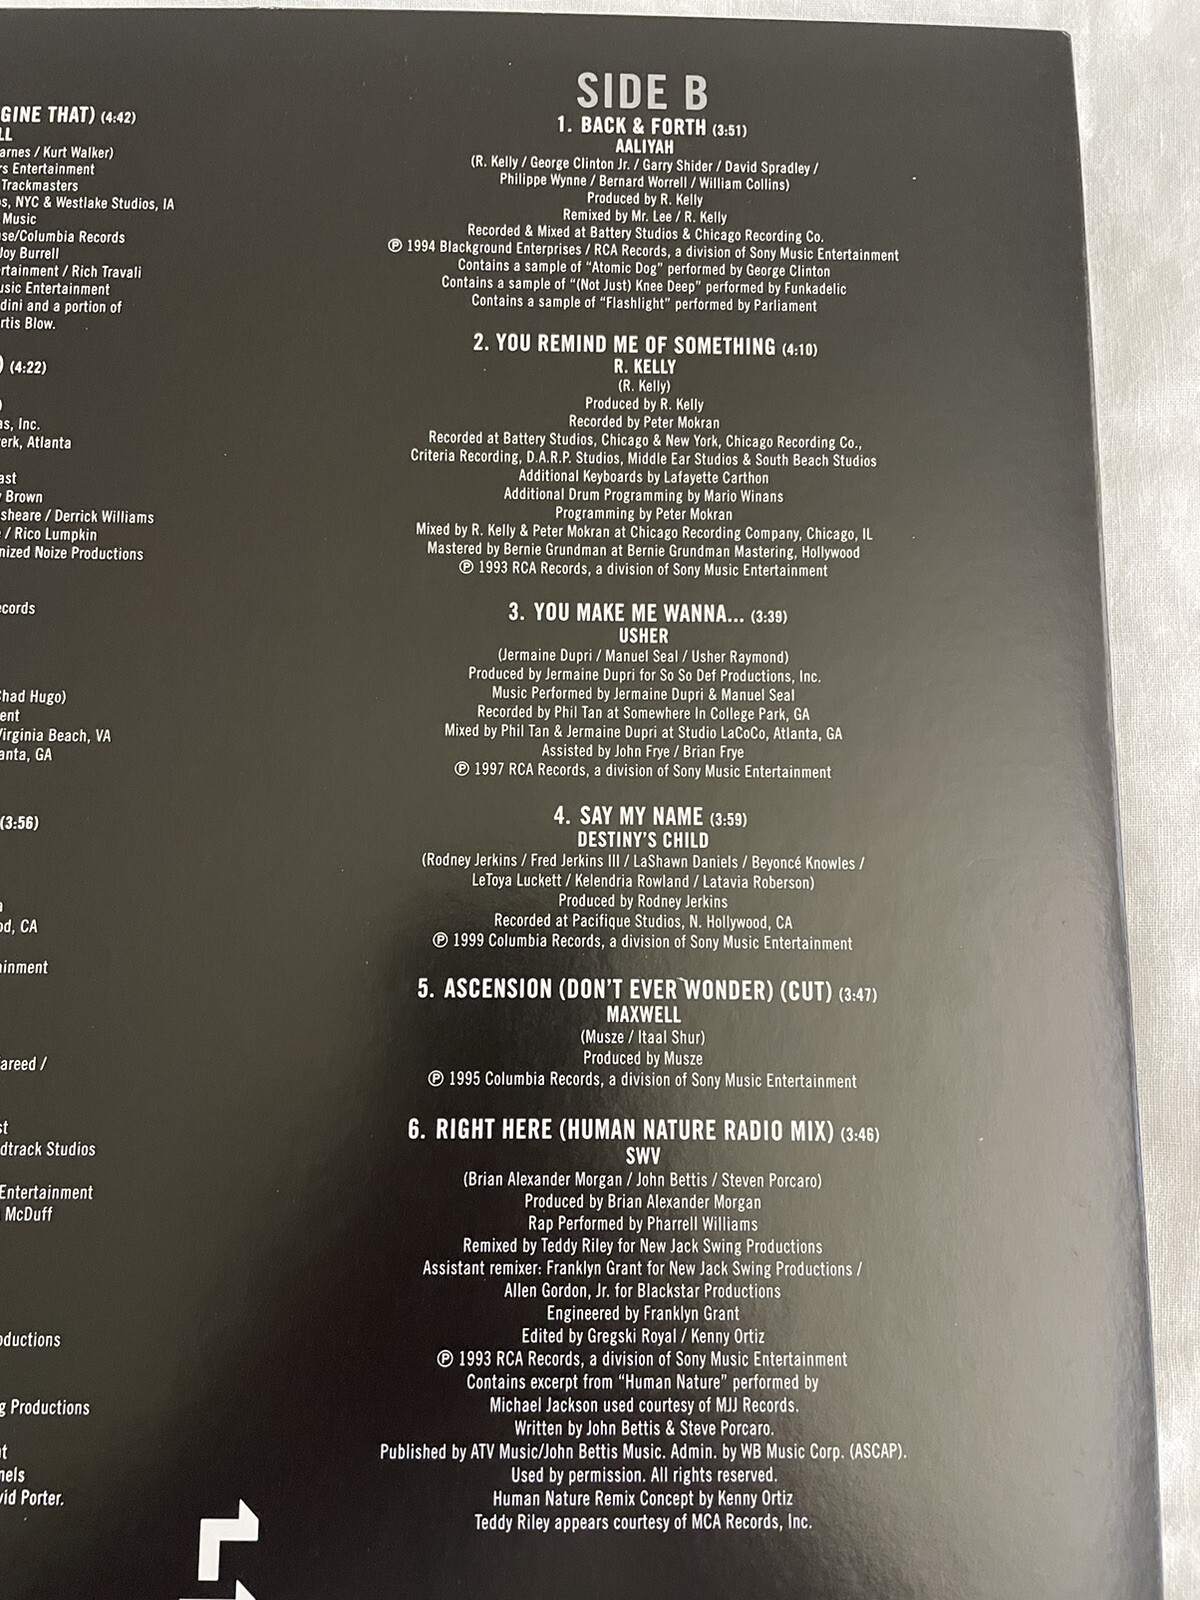 GINE THAT) (4:42)
LL
arnes / Kurt Walker)
rs Entertainment
Trackmasters
s, NYC & Westlake Studios, IA
Music
se/Columbia Records
Joy Burrell
rtainment / Rich Travali
usic Entertainment
dini and a portion of
rtis Blow.
) (4:22)
)
as, Inc.
erk, Atlanta
ast
y Brown
sheare / Derrick Williams
/ Rico Lumpkin
nized Noize Productions
ecords
Chad Hugo)
ent
Virginia Beach, VA
anta, GA
(3:56)
od, CA
ainment
areed /
st
dtrack Studios
Entertainment
McDuff
oductions
g Productions
nt
nels
vid Porter.
SIDE B
1. BACK & FORTH (3:51)
AALIYAH
(R. Kelly / George Clinton Jr. / Garry Shider / David Spradley /
Philippe Wynne / Bernard Worrell / William Collins)
Produced by R. Kelly
Remixed by Mr. Lee / R. Kelly
Recorded & Mixed at Battery Studios & Chicago Recording Co.
℗ 1994 Blackground Enterprises / RCA Records, a division of Sony Music Entertainment
Contains a sample of “Atomic Dog” performed by George Clinton
Contains a sample of “(Not Just) Knee Deep” performed by Funkadelic
Contains a sample of “Flashlight” performed by Parliament
2. YOU REMIND ME OF SOMETHING (4:10)
R. KELLY
(R. Kelly)
Produced by R. Kelly
Recorded by Peter Mokran
Recorded at Battery Studios, Chicago & New York, Chicago Recording Co.,
Criteria Recording, D.A.R.P. Studios, Middle Ear Studios & South Beach Studios
Additional Keyboards by Lafayette Carthon
Additional Drum Programming by Mario Winans
Programming by Peter Mokran
Mixed by R. Kelly & Peter Mokran at Chicago Recording Company, Chicago, IL
Mastered by Bernie Grundman at Bernie Grundman Mastering, Hollywood
℗ 1993 RCA Records, a division of Sony Music Entertainment
3. YOU MAKE ME WANNA... (3:39)
USHER
(Jermaine Dupri / Manuel Seal / Usher Raymond)
Produced by Jermaine Dupri for So So Def Productions, Inc.
Music Performed by Jermaine Dupri & Manuel Seal
Recorded by Phil Tan at Somewhere In College Park, GA
Mixed by Phil Tan & Jermaine Dupri at Studio LaCoCo, Atlanta, GA
Assisted by John Frye / Brian Frye
℗ 1997 RCA Records, a division of Sony Music Entertainment
4. SAY MY NAME (3:59)
DESTINY'S CHILD
(Rodney Jerkins / Fred Jerkins III / LaShawn Daniels / Beyoncé Knowles /
LeToya Luckett / Kelendria Rowland / Latavia Roberson)
Produced by Rodney Jerkins
Recorded at Pacifique Studios, N. Hollywood, CA
℗ 1999 Columbia Records, a division of Sony Music Entertainment
5. ASCENSION (DON'T EVER WONDER) (CUT) (3:47)
MAXWELL
(Musze / Itaal Shur)
Produced by Musze
℗ 1995 Columbia Records, a division of Sony Music Entertainment
6. RIGHT HERE (HUMAN NATURE RADIO MIX) (3:46)
SWV
(Brian Alexander Morgan / John Bettis / Steven Porcaro)
Produced by Brian Alexander Morgan
Rap Performed by Pharrell Williams
Remixed by Teddy Riley for New Jack Swing Productions
Assistant remixer: Franklyn Grant for New Jack Swing Productions /
Allen Gordon, Jr. for Blackstar Productions
Engineered by Franklyn Grant
Edited by Gregski Royal / Kenny Ortiz
℗ 1993 RCA Records, a division of Sony Music Entertainment
Contains excerpt from “Human Nature” performed by
Michael Jackson used courtesy of MJJ Records.
Written by John Bettis & Steve Porcaro.
Published by ATV Music/John Bettis Music. Admin. by WB Music Corp. (ASCAP).
Used by permission. All rights reserved.
Human Nature Remix Concept by Kenny Ortiz
Teddy Riley appears courtesy of MCA Records, Inc.